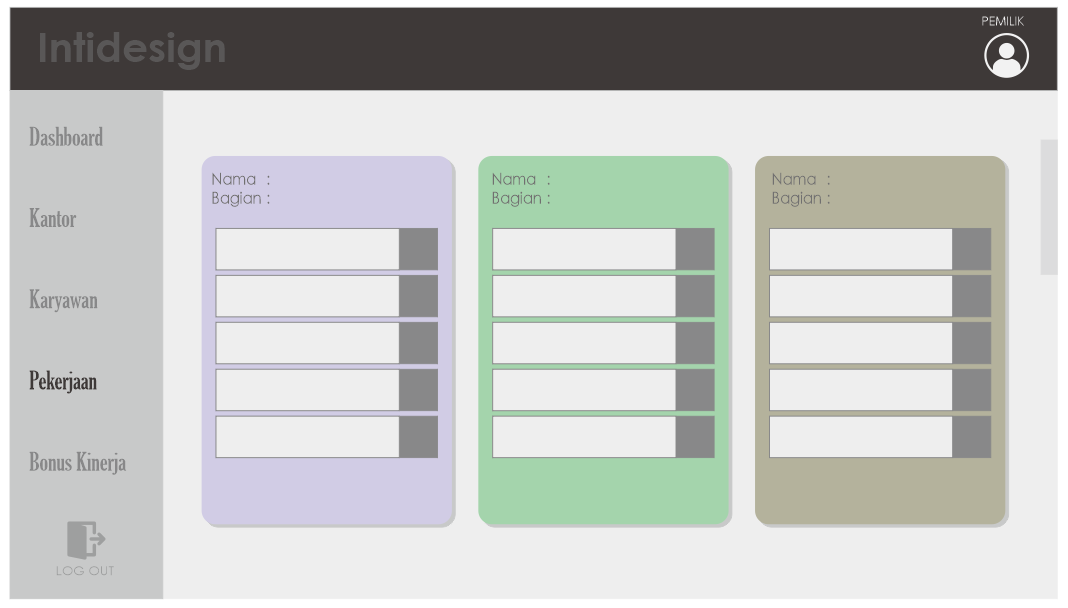 Intidesign
PEMILIK
Dashboard
Kantor
Karyawan
Pekerjaan
Bonus Kinerja
LOG OUT
Nama :
Bagian :
Nama :
Bagian :
Nama :
Bagian :